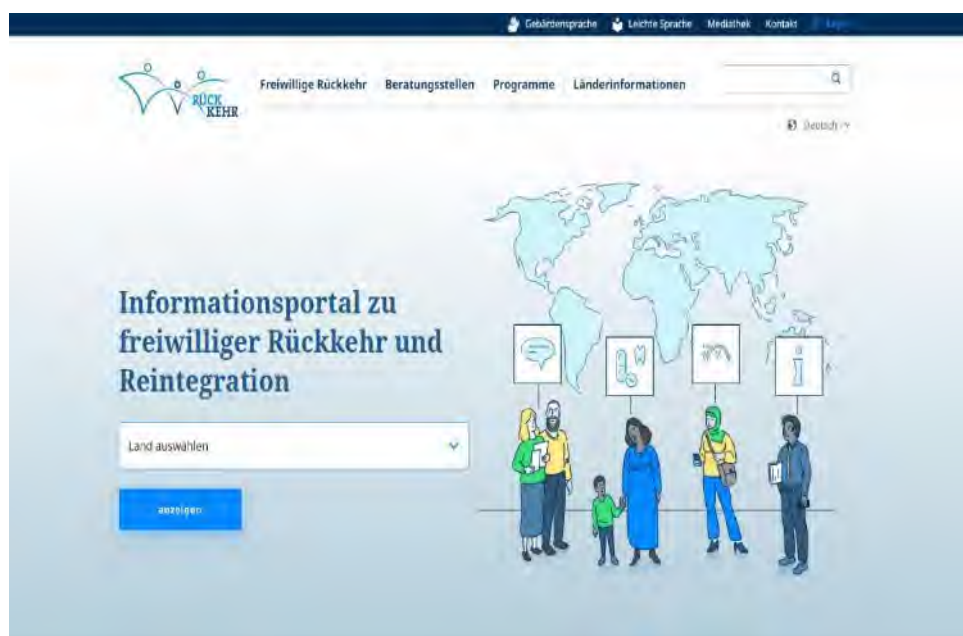 Gebärdensprache Leichte Sprache Mediathek Kontakt Login
RÜCK
KEHR
Freiwillige Rückkehr Beratungsstellen Programme Länderinformationen
Deutsch
Informationsportal zu
freiwilliger Rückkehr und
Reintegration
Land auswählen
anzeigen
i